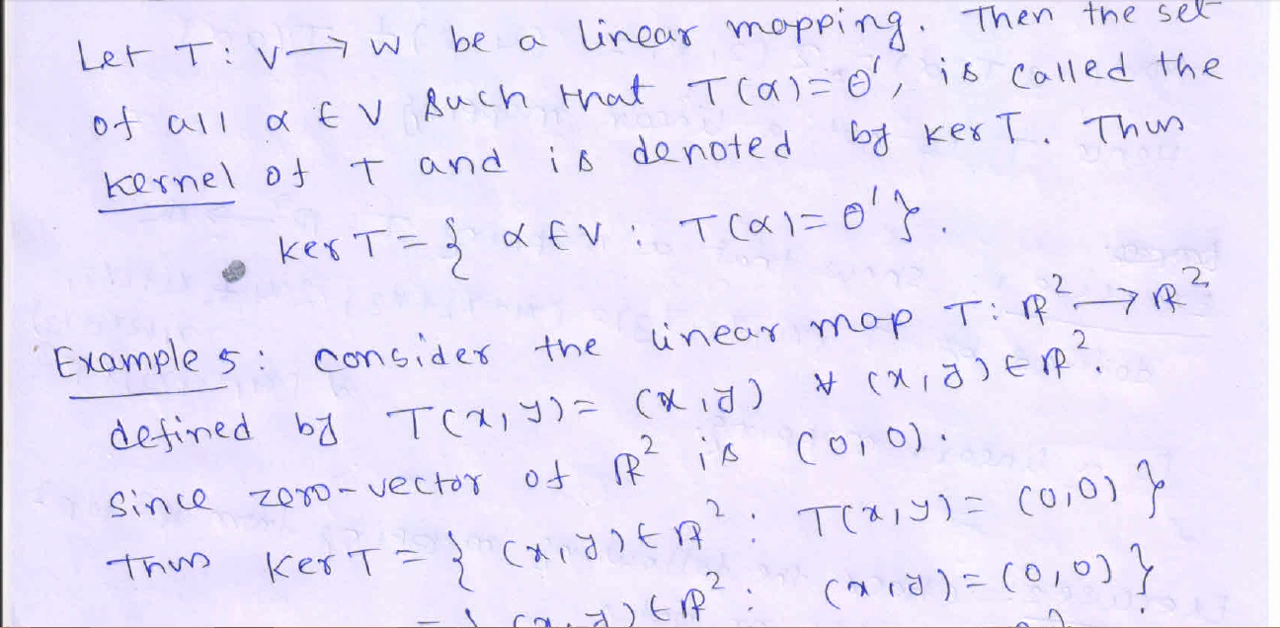 Let T: V → W be a linear mapping. Then the set
of all α ∈ V such that T(α) = θ', is called the
kernel of T and is denoted by ker T. Thus
ker T = { α ∈ V : T(α) = θ' }.
Example 5: Consider the linear map T: ℝ² → ℝ²
defined by T(x, y) = (x, y) ∀ (x, y) ∈ ℝ².
Since zero-vector of ℝ² is (0, 0).
Thus Ker T = { (x, y) ∈ ℝ² : T(x, y) = (0, 0) }
= { (x, y) ∈ ℝ² : (x, y) = (0, 0) }